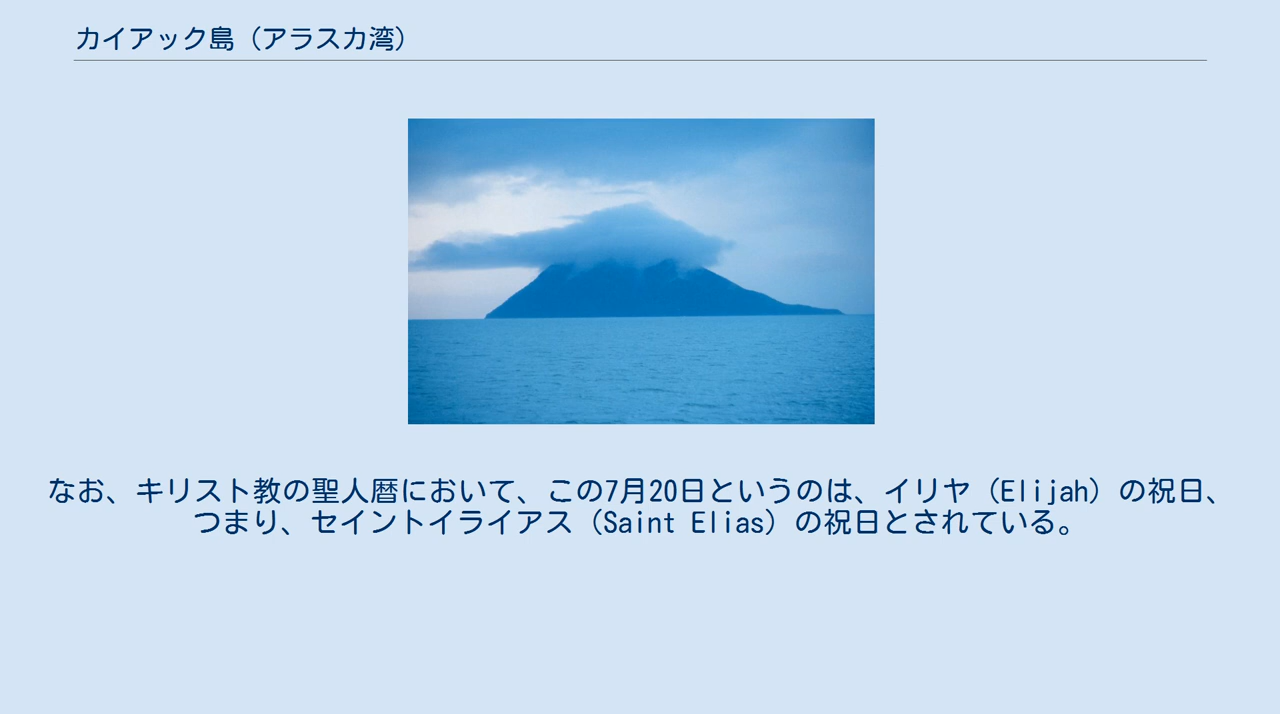 カイアック島（アラスカ湾）
なお、キリスト教の聖人暦において、この7月20日というのは、イリヤ（Elijah）の祝日、
つまり、セイントイライアス（Saint Elias）の祝日とされている。